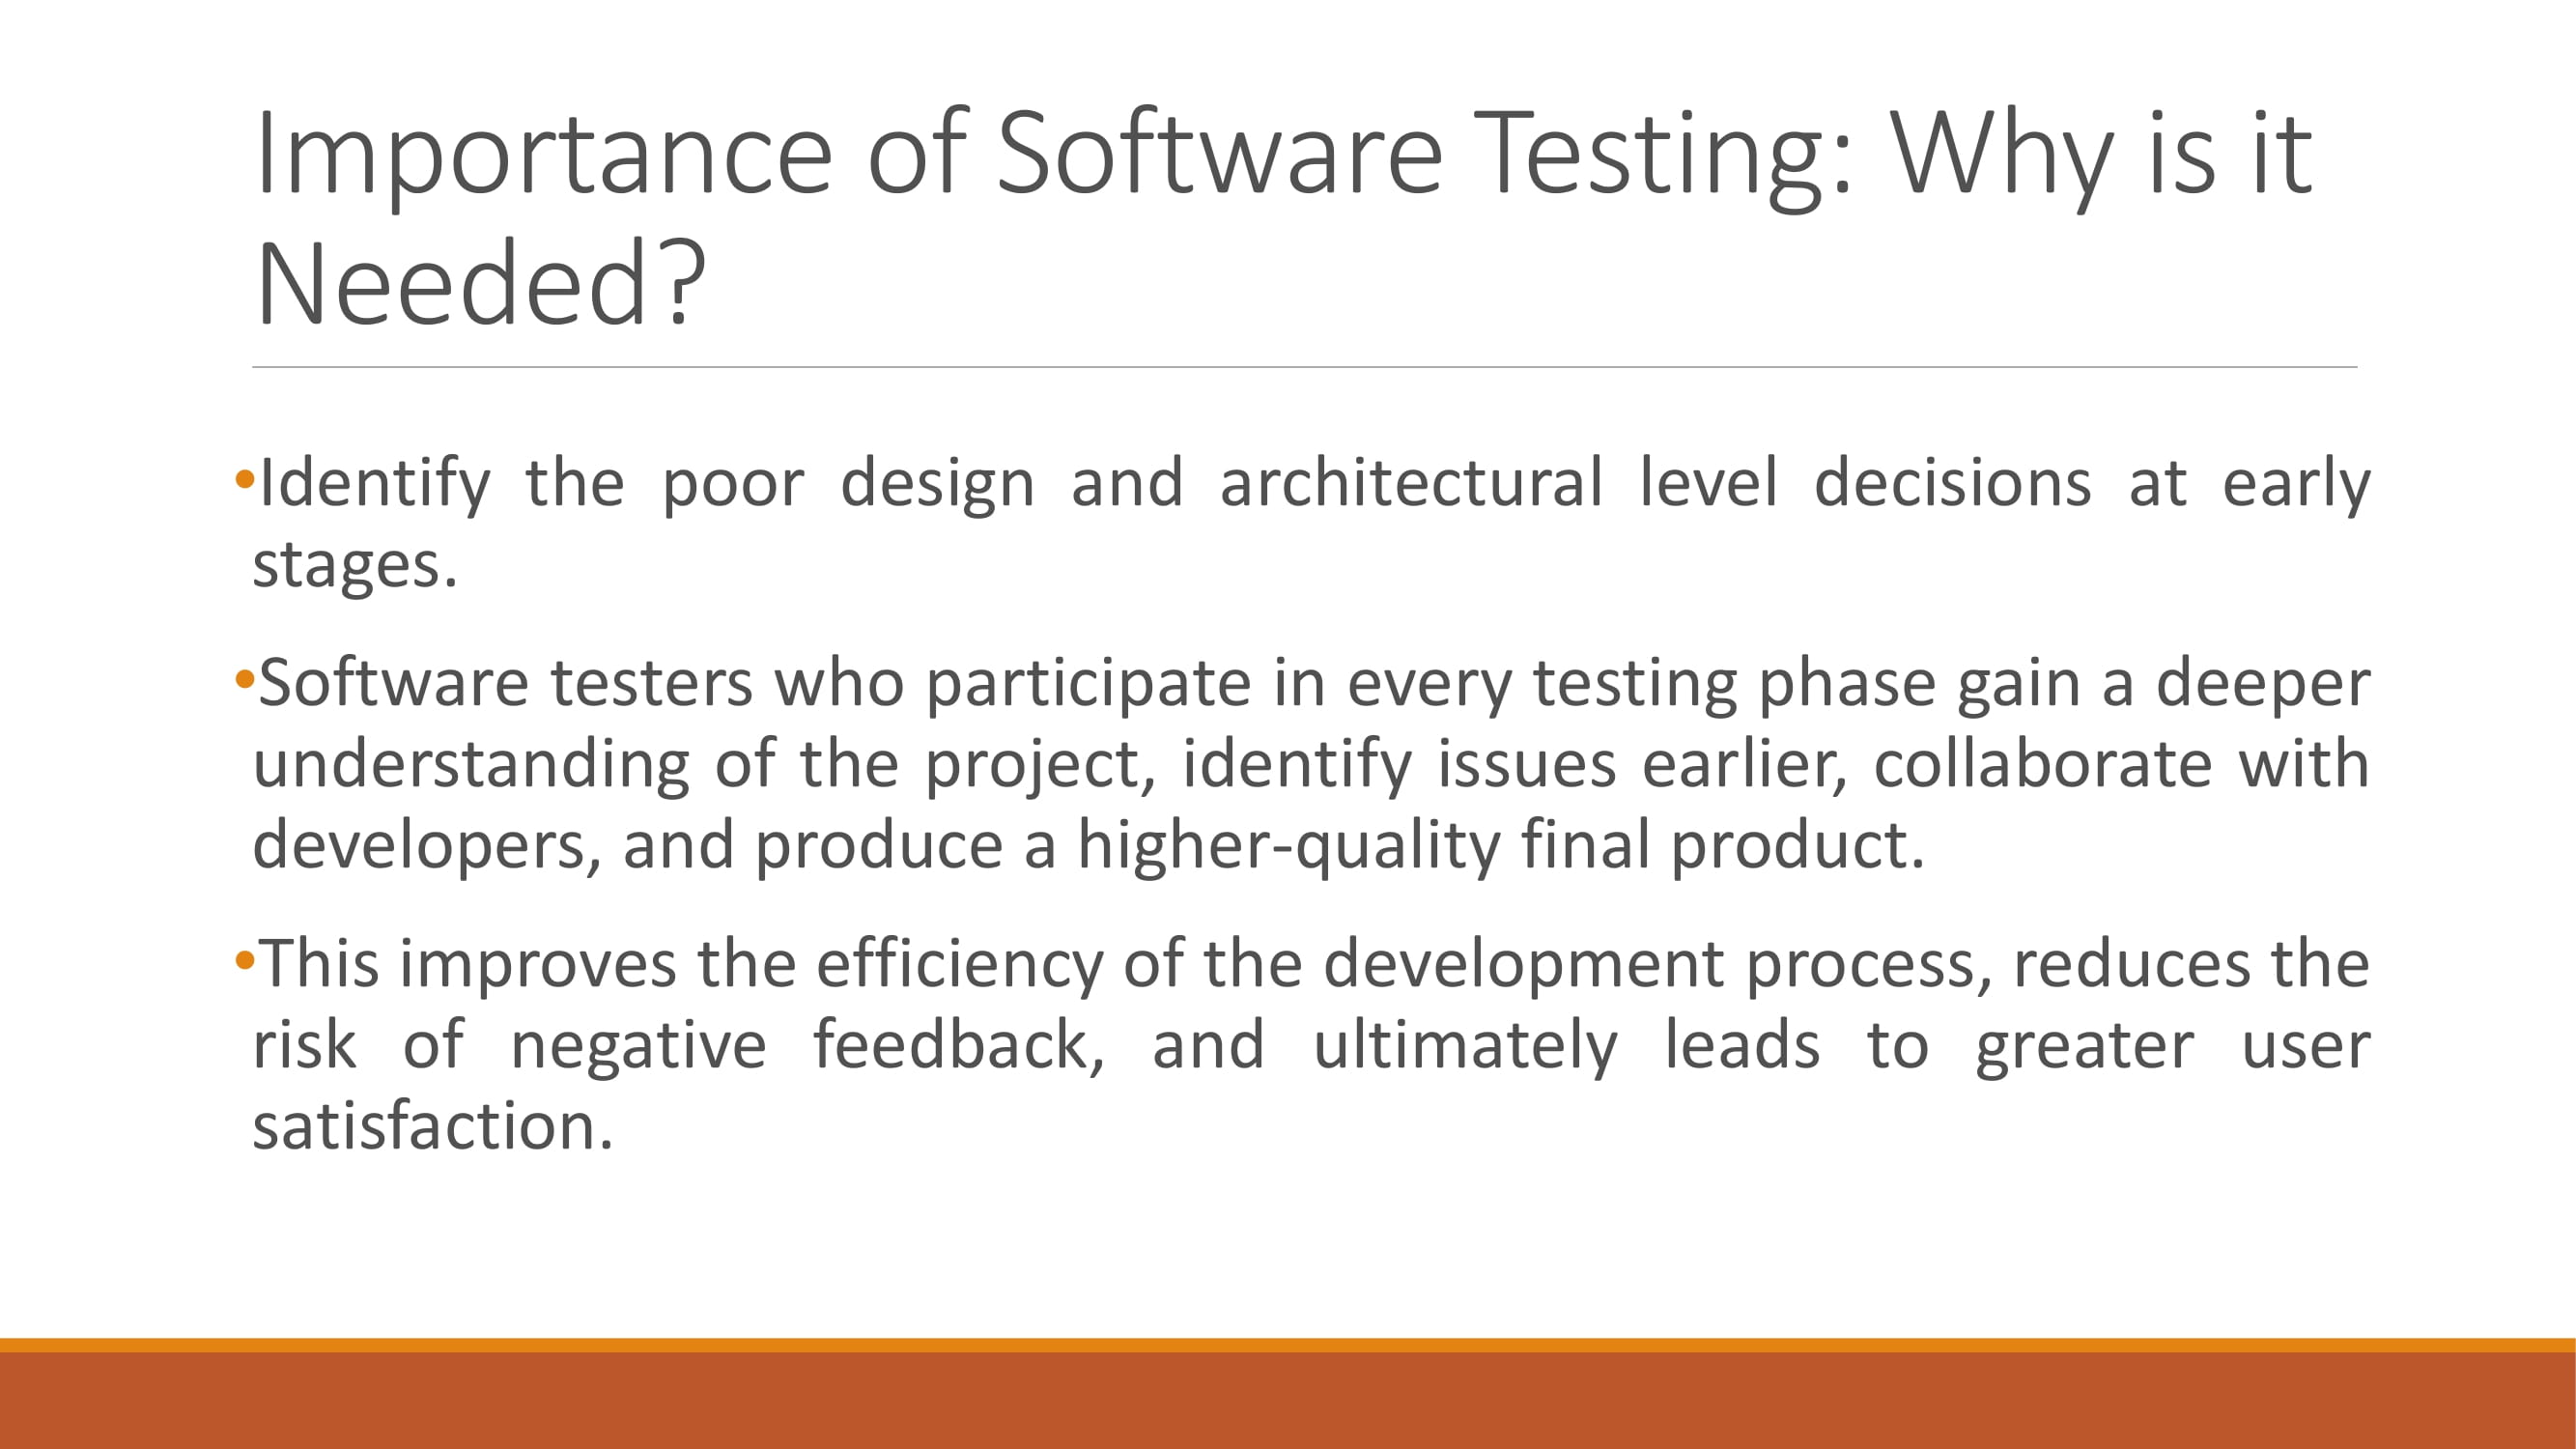 Importance of Software Testing: Why is it
Needed?
•Identify the poor design and architectural level decisions at early
stages.
•Software testers who participate in every testing phase gain a deeper
understanding of the project, identify issues earlier, collaborate with
developers, and produce a higher-quality final product.
•This improves the efficiency of the development process, reduces the
risk of negative feedback, and ultimately leads to greater user
satisfaction.